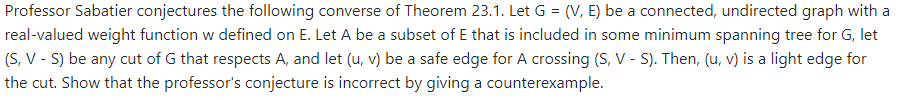 Professor Sabatier conjectures the following converse of Theorem 23.1. Let G = (V, E) be a connected, undirected graph with a
real-valued weight function w defined on E. Let A be a subset of E that is included in some minimum spanning tree for G, let
(S, V - S) be any cut of G that respects A, and let (u, v) be a safe edge for A crossing (S, V - S). Then, (u, v) is a light edge for
the cut. Show that the professor's conjecture is incorrect by giving a counterexample.